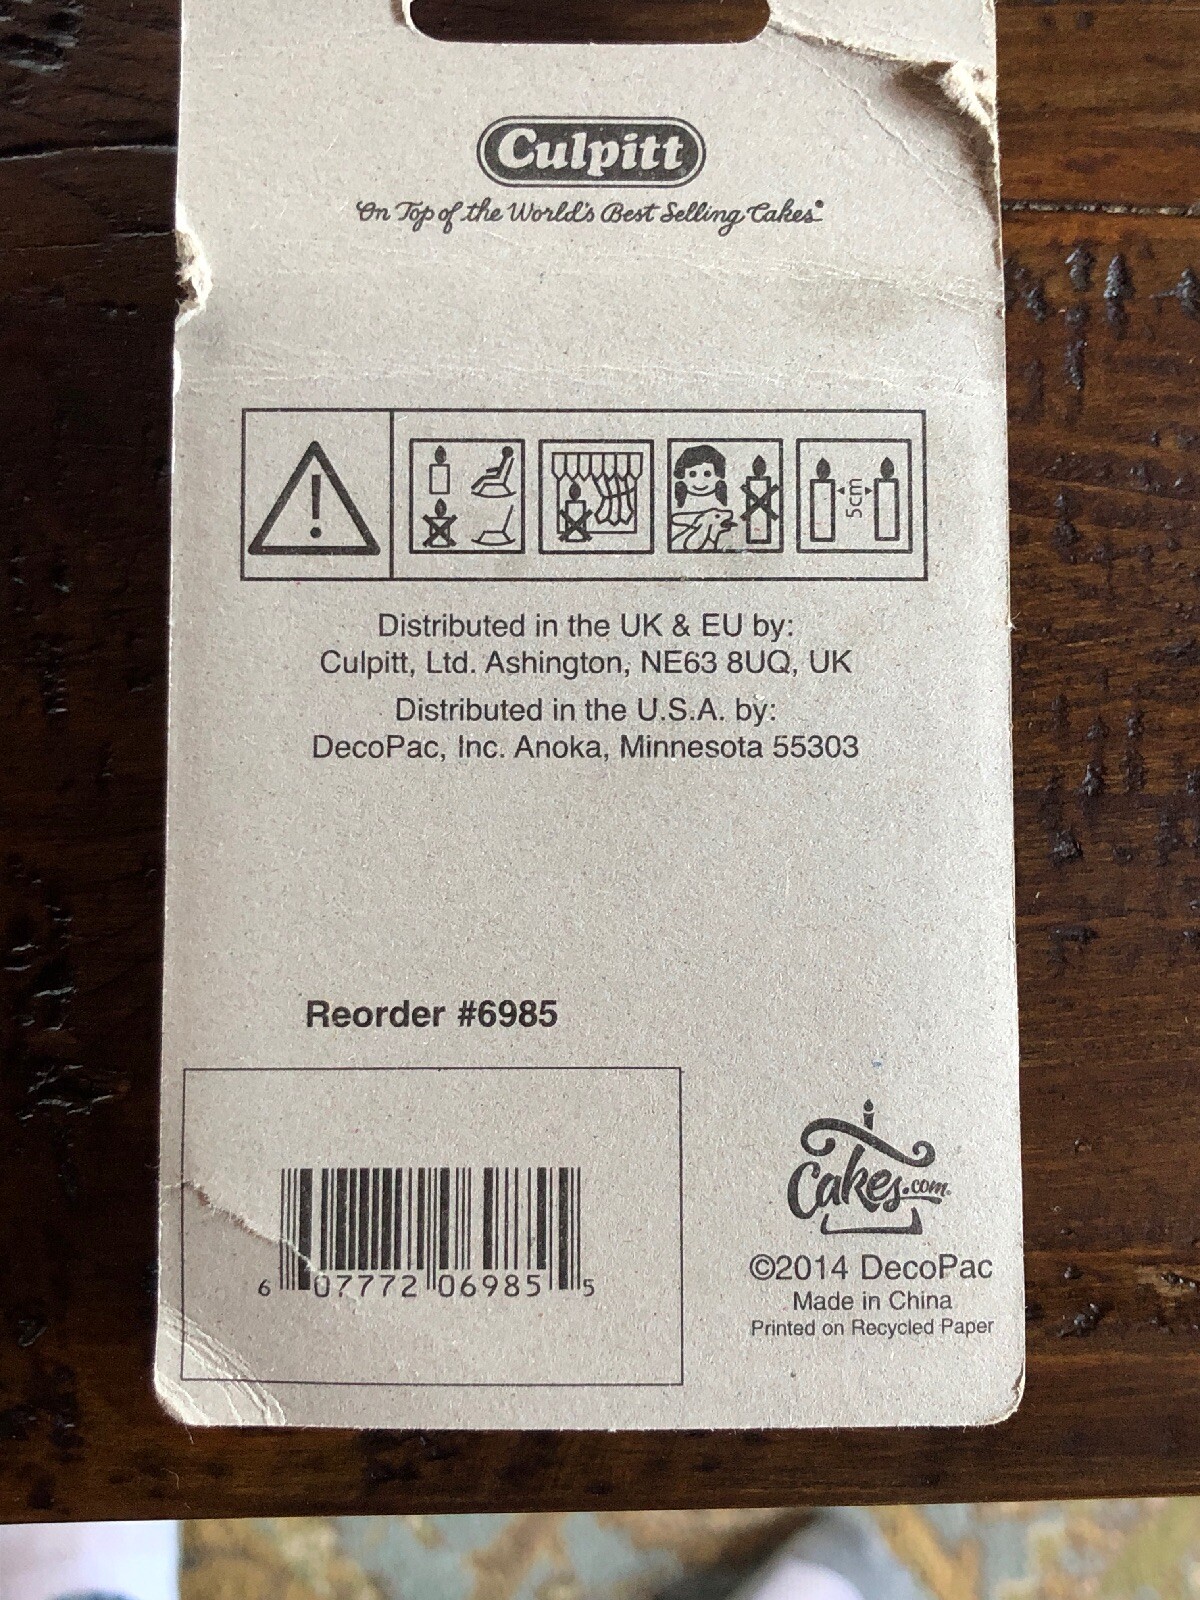 Culpitt
On Top of the World's Best Selling Cakes®
5cm
Distributed in the UK & EU by:
Culpitt, Ltd. Ashington, NE63 8UQ, UK
Distributed in the U.S.A. by:
DecoPac, Inc. Anoka, Minnesota 55303
Reorder #6985
6 07772 06985 5
Cakes.com®
©2014 DecoPac
Made in China
Printed on Recycled Paper